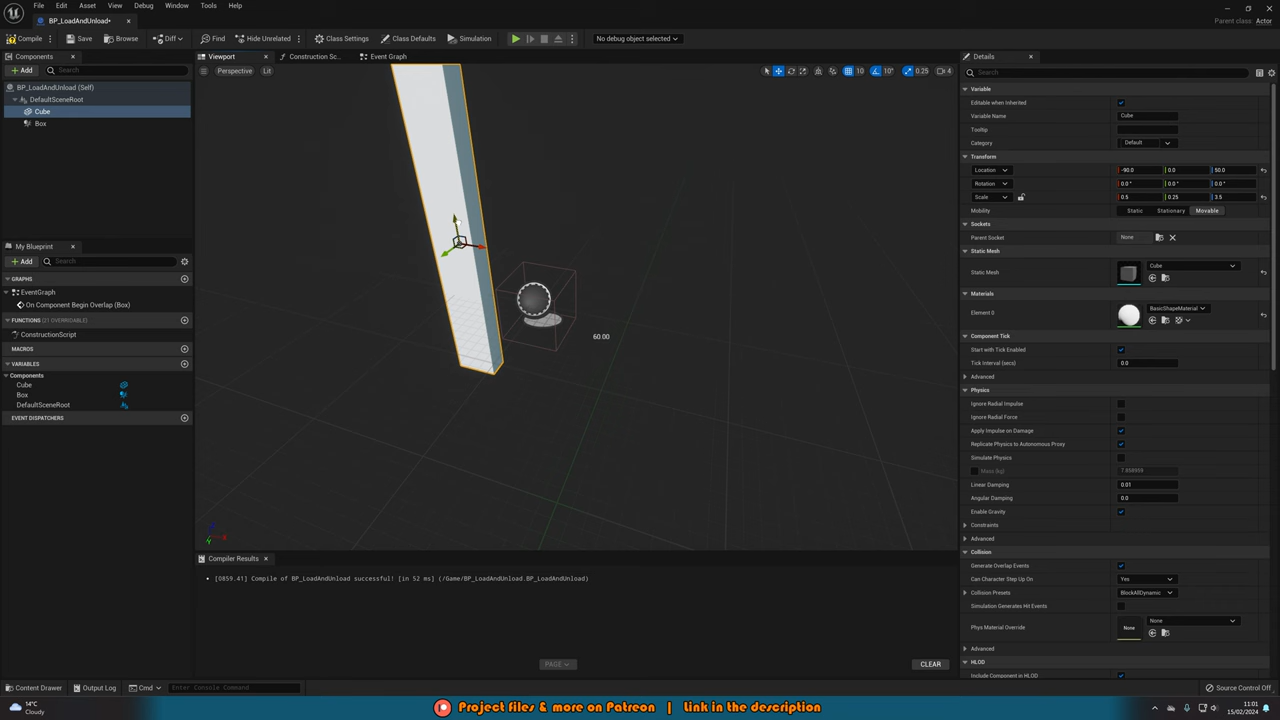 File Edit Asset View Debug Window Tools Help
BP_LoadAndUnload*
Parent class: Actor
Compile Save Browse Diff Find Hide Unrelated Class Settings Class Defaults Simulation No debug object selected
Components
Add Search
BP_LoadAndUnload (Self)
DefaultSceneRoot
Cube
Box
My Blueprint
Add Search
GRAPHS
EventGraph
On Component Begin Overlap (Box)
FUNCTIONS (21 OVERRIDABLE)
ConstructionScript
MACROS
VARIABLES
Components
Cube
Box
DefaultSceneRoot
EVENT DISPATCHERS
Viewport Construction Sc... Event Graph
Perspective Lit 10 10° 0.25 4
60.00
Compiler Results
[0859.41] Compile of BP_LoadAndUnload successful! [in 52 ms] (/Game/BP_LoadAndUnload.BP_LoadAndUnload)
PAGE CLEAR
Details
Search
Variable
Editable when Inherited
Variable Name Cube
Tooltip
Category Default
Transform
Location -90.0 0.0 50.0
Rotation 0.0 ° 0.0 ° 0.0 °
Scale 0.5 0.25 3.5
Mobility Static Stationary Movable
Sockets
Parent Socket None
Static Mesh
Static Mesh Cube
Materials
Element 0 BasicShapeMaterial
Component Tick
Start with Tick Enabled
Tick Interval (secs) 0.0
Advanced
Physics
Ignore Radial Impulse
Ignore Radial Force
Apply Impulse on Damage
Replicate Physics to Autonomous Proxy
Simulate Physics
Mass (kg) 7.898959
Linear Damping 0.01
Angular Damping 0.0
Enable Gravity
Constraints
Advanced
Collision
Generate Overlap Events
Can Character Step Up On Yes
Collision Presets BlockAllDynamic
Simulation Generates Hit Events
Phys Material Override None None
Advanced
HLOD
Include Component in HLOD
Content Drawer Output Log Cmd Enter Console Command Source Control Off
14°C
Cloudy
Project files & more on Patreon | Link in the description
11:01
15/02/2024